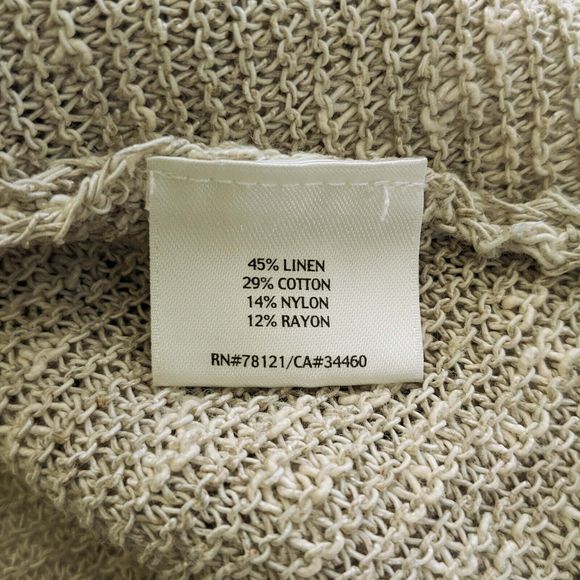 45% LINEN
29% COTTON
14% NYLON
12% RAYON
RN#78121/CA#34460